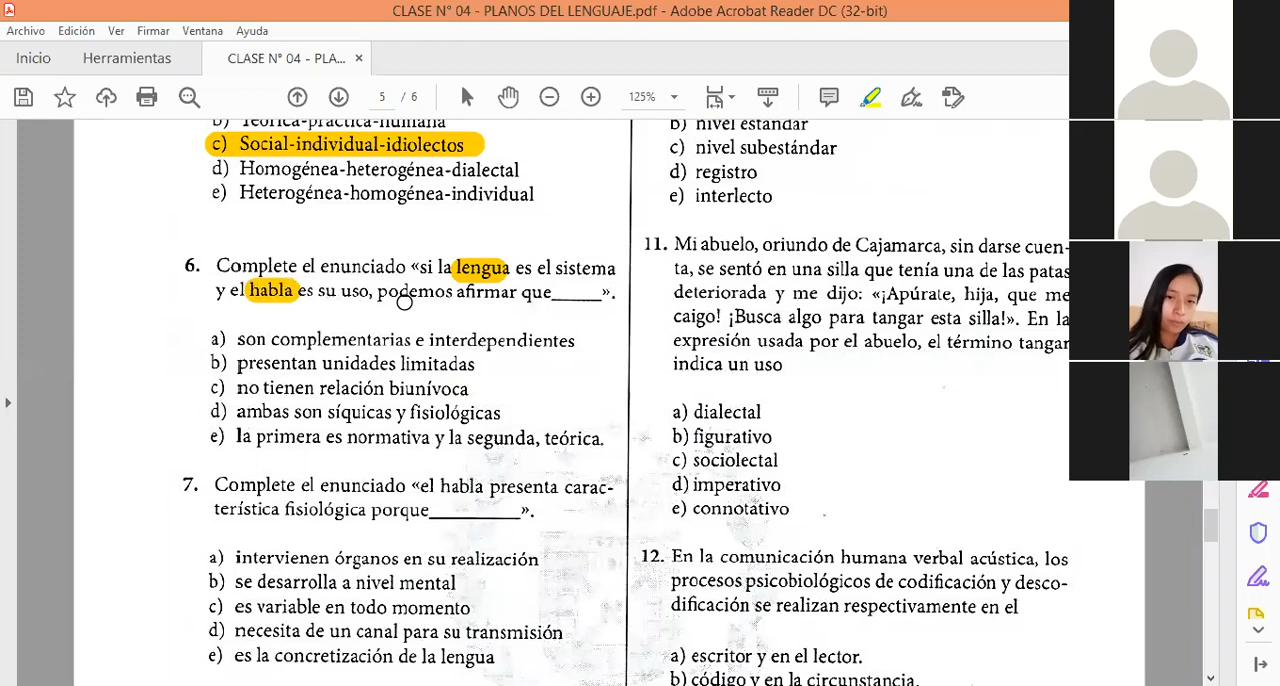 CLASE N° 04 - PLANOS DEL LENGUAJE.pdf - Adobe Acrobat Reader DC (32-bit)
Archivo Edición Ver Firmar Ventana Ayuda
Inicio Herramientas CLASE N° 04 - PLA... ×
5 / 6 125%
b) Teórica-práctica-humana
c) Social-individual-idiolectos
d) Homogénea-heterogénea-dialectal
e) Heterogénea-homogénea-individual
6. Complete el enunciado «si la lengua es el sistema
y el habla es su uso, podemos afirmar que_____».
a) son complementarias e interdependientes
b) presentan unidades limitadas
c) no tienen relación biunívoca
d) ambas son síquicas y fisiológicas
e) la primera es normativa y la segunda, teórica.
7. Complete el enunciado «el habla presenta carac-
terística fisiológica porque_________».
a) intervienen órganos en su realización
b) se desarrolla a nivel mental
c) es variable en todo momento
d) necesita de un canal para su transmisión
e) es la concretización de la lengua
b) nivel estándar
c) nivel subestándar
d) registro
e) interlecto
11. Mi abuelo, oriundo de Cajamarca, sin darse cuen-
ta, se sentó en una silla que tenía una de las patas
deteriorada y me dijo: «¡Apúrate, hija, que me
caigo! ¡Busca algo para tangar esta silla!». En la
expresión usada por el abuelo, el término tangar
indica un uso
a) dialectal
b) figurativo
c) sociolectal
d) imperativo
e) connotativo
12. En la comunicación humana verbal acústica, los
procesos psicobiológicos de codificación y desco-
dificación se realizan respectivamente en el
a) escritor y en el lector.
b) código y en la circunstancia.